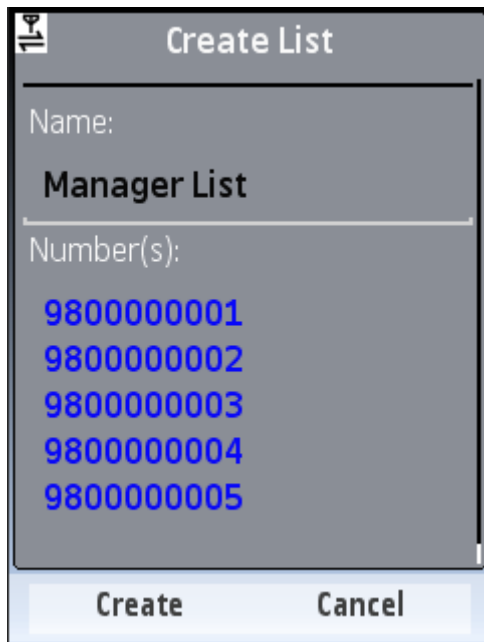 Create List
Name:
Manager List
Number(s):
9800000001
9800000002
9800000003
9800000004
9800000005
Create Cancel